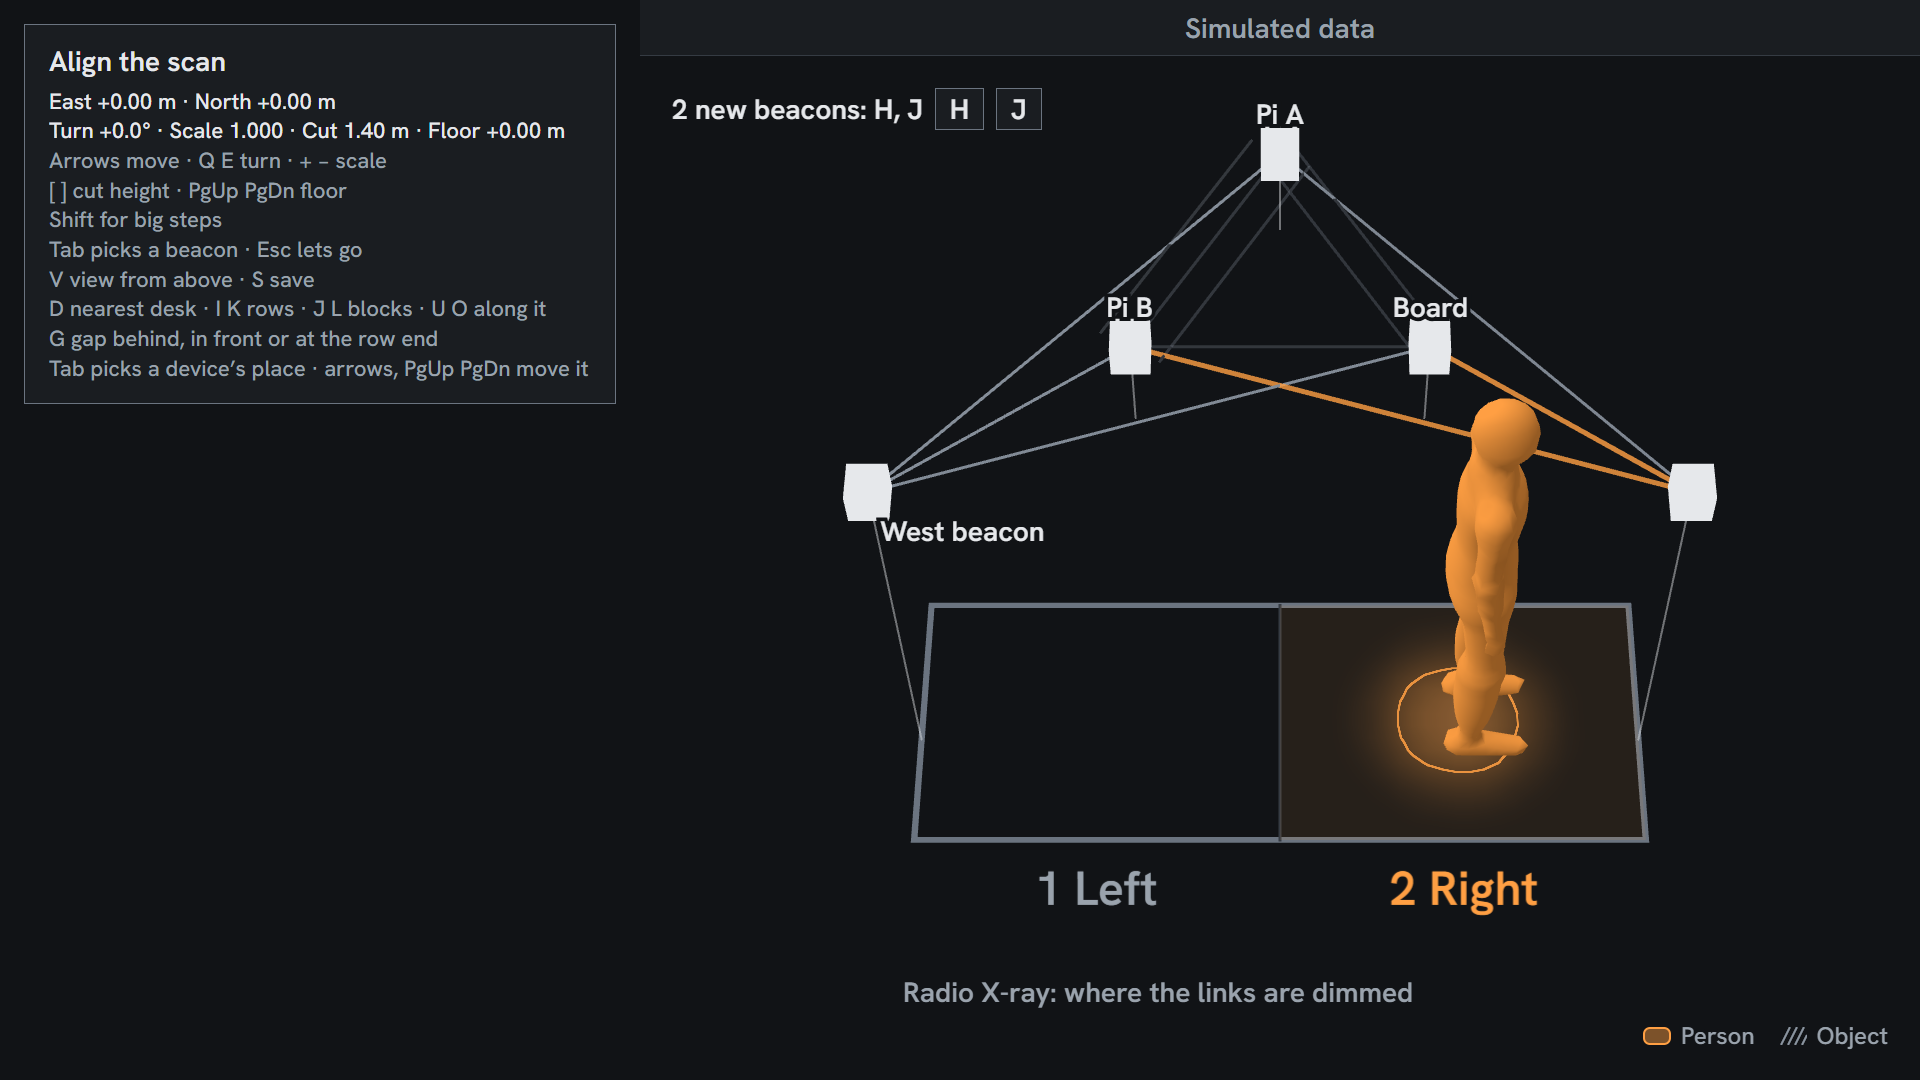 Align the scan
East +0.00 m · North +0.00 m
Turn +0.0° · Scale 1.000 · Cut 1.40 m · Floor +0.00 m
Arrows move · Q E turn · + − scale
[ ] cut height · PgUp PgDn floor
Shift for big steps
Tab picks a beacon · Esc lets go
V view from above · S save
D nearest desk · I K rows · J L blocks · U O along it
G gap behind, in front or at the row end
Tab picks a device’s place · arrows, PgUp PgDn move it
Simulated data
2 new beacons: H, J H J
Pi A
Pi B
Board
West beacon
1 Left
2 Right
Radio X-ray: where the links are dimmed
Person
Object